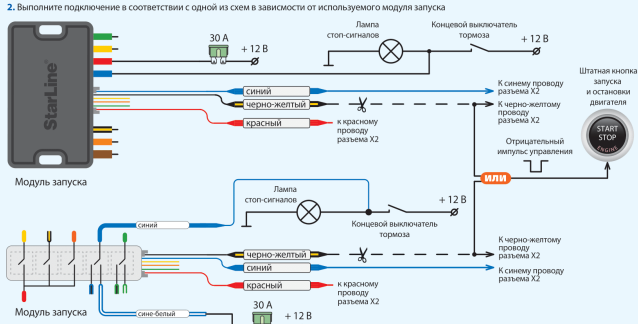 2. Выполните подключение в соответствии с одной из схем в зависимости от используемого модуля запуска
30 А
+ 12 В
Лампа
стоп-сигналов
Концевой выключатель
тормоза
+ 12 В
StarLine®
синий
черно-желтый
красный
к красному
проводу
разъема Х2
К синему проводу
разъема Х2
К черно-желтому
проводу
разъема Х2
Штатная кнопка
запуска
и остановки
двигателя
START
STOP
ENGINE
Отрицательный
импульс управления
ИЛИ
Модуль запуска
Лампа
стоп-сигналов
+ 12 В
Концевой выключатель
тормоза
синий
черно-желтый
синий
красный
к красному
проводу
разъема Х2
К черно-желтому
проводу
разъема Х2
К синему проводу
разъема Х2
Модуль запуска
сине-белый
30 А
+ 12 В